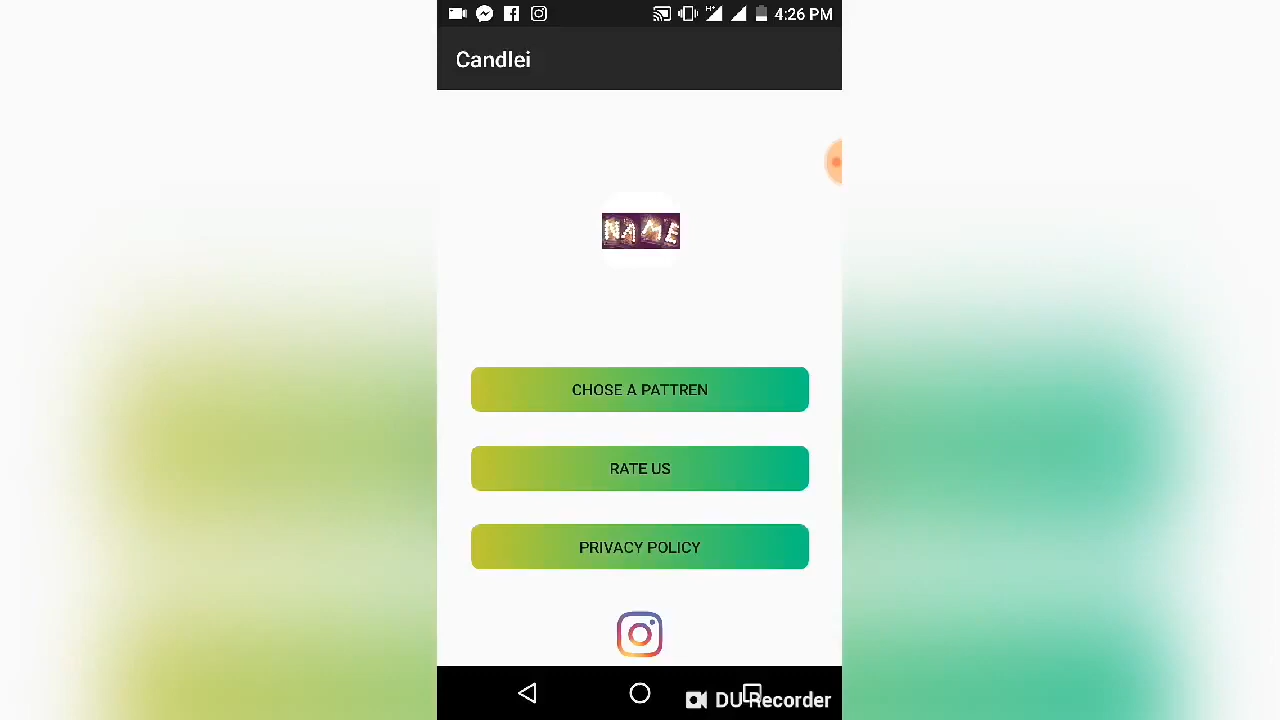 4:26 PM
Candlei
NAME
CHOSE A PATTREN
RATE US
PRIVACY POLICY
DU Recorder